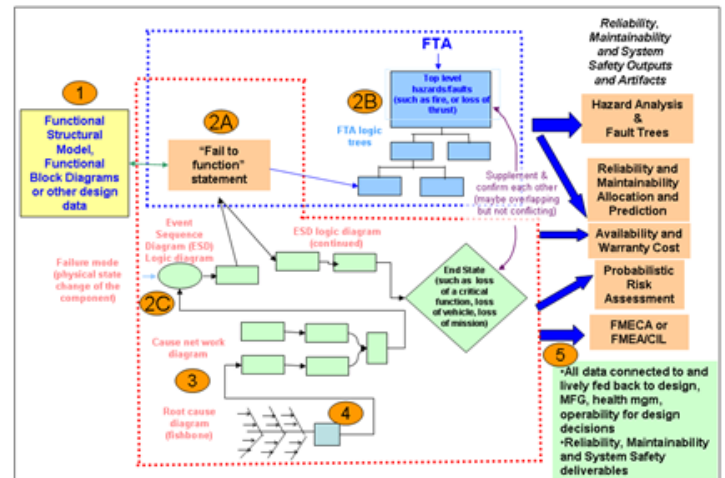 Reliability,
Maintainability
and System
Safety Outputs
and Artifacts
FTA
1
Functional
Structural
Model,
Functional
Block Diagrams
or other design
data
2A
"Fail to
function"
statement
2B
Top level
hazards/faults
(such as fire, or loss of
thrust)
FTA logic
trees
Supplement &
confirm each other
(maybe overlapping
but not conflicting)
Hazard Analysis
&
Fault Trees
Reliability and
Maintainability
Allocation and
Prediction
Availability and
Warranty Cost
Probabilistic
Risk
Assessment
FMECA or
FMEA/CIL
Event
Sequence
Diagram (ESD)
Logic diagram
ESD logic diagram
(continued)
Failure mode
(physical state
change of the
component)
2C
End State
(such as loss
of a critical
function, loss
of vehicle, loss
of mission)
Cause net work
diagram
3
Root cause
diagram
(fishbone)
4
5
•All data connected to and
lively fed back to design,
MFG, health mgm,
operability for design
decisions
•Reliability, Maintainability
and System Safety
deliverables